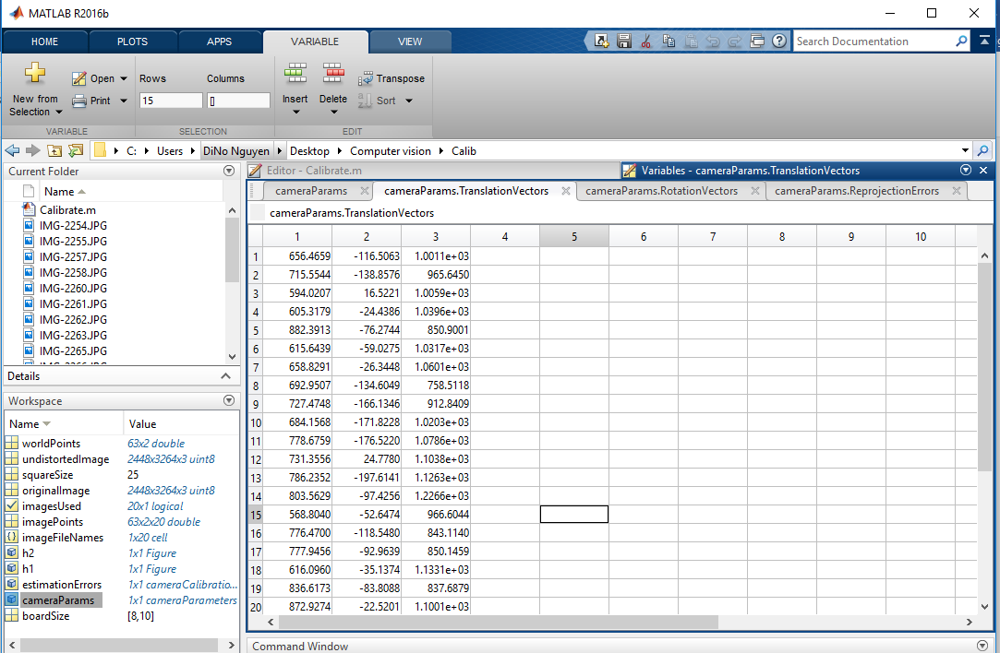 MATLAB R2016b
HOME PLOTS APPS VARIABLE VIEW
Search Documentation
New from Selection
Open
Print
Rows
15
Columns
[]
Insert
Delete
Transpose
Sort
VARIABLE SELECTION EDIT
C: Users DiNo Nguyen Desktop Computer vision Calib
Current Folder
Name
Calibrate.m
IMG-2254.JPG
IMG-2255.JPG
IMG-2257.JPG
IMG-2258.JPG
IMG-2260.JPG
IMG-2261.JPG
IMG-2262.JPG
IMG-2263.JPG
IMG-2265.JPG
Details
Workspace
Name Value
worldPoints 63x2 double
undistortedImage 2448x3264x3 uint8
squareSize 25
originalImage 2448x3264x3 uint8
imagesUsed 20x1 logical
imagePoints 63x2x20 double
imageFileNames 1x20 cell
h2 1x1 Figure
h1 1x1 Figure
estimationErrors 1x1 cameraCalibratio...
cameraParams 1x1 cameraParameters
boardSize [8,10]
Editor - Calibrate.m
Variables - cameraParams.TranslationVectors
cameraParams cameraParams.TranslationVectors cameraParams.RotationVectors cameraParams.ReprojectionErrors
cameraParams.TranslationVectors
1 2 3 4 5 6 7 8 9 10
1 656.4659 -116.5063 1.0011e+03
2 715.5544 -138.8576 965.6450
3 594.0207 16.5221 1.0059e+03
4 605.3179 -24.4386 1.0396e+03
5 882.3913 -76.2744 850.9001
6 615.6439 -59.0275 1.0317e+03
7 658.8291 -26.3448 1.0601e+03
8 692.9507 -134.6049 758.5118
9 727.4748 -166.1346 912.8409
10 684.1568 -171.8228 1.0203e+03
11 778.6759 -176.5220 1.0786e+03
12 731.3556 24.7780 1.1038e+03
13 786.2352 -197.6141 1.1263e+03
14 803.5629 -97.4256 1.2266e+03
15 568.8040 -52.6474 966.6044
16 776.4700 -118.5480 843.1140
17 777.9456 -92.9639 850.1459
18 616.0960 -35.1374 1.1331e+03
19 836.6173 -83.8088 837.6879
20 872.9274 -22.5201 1.1001e+03
Command Window